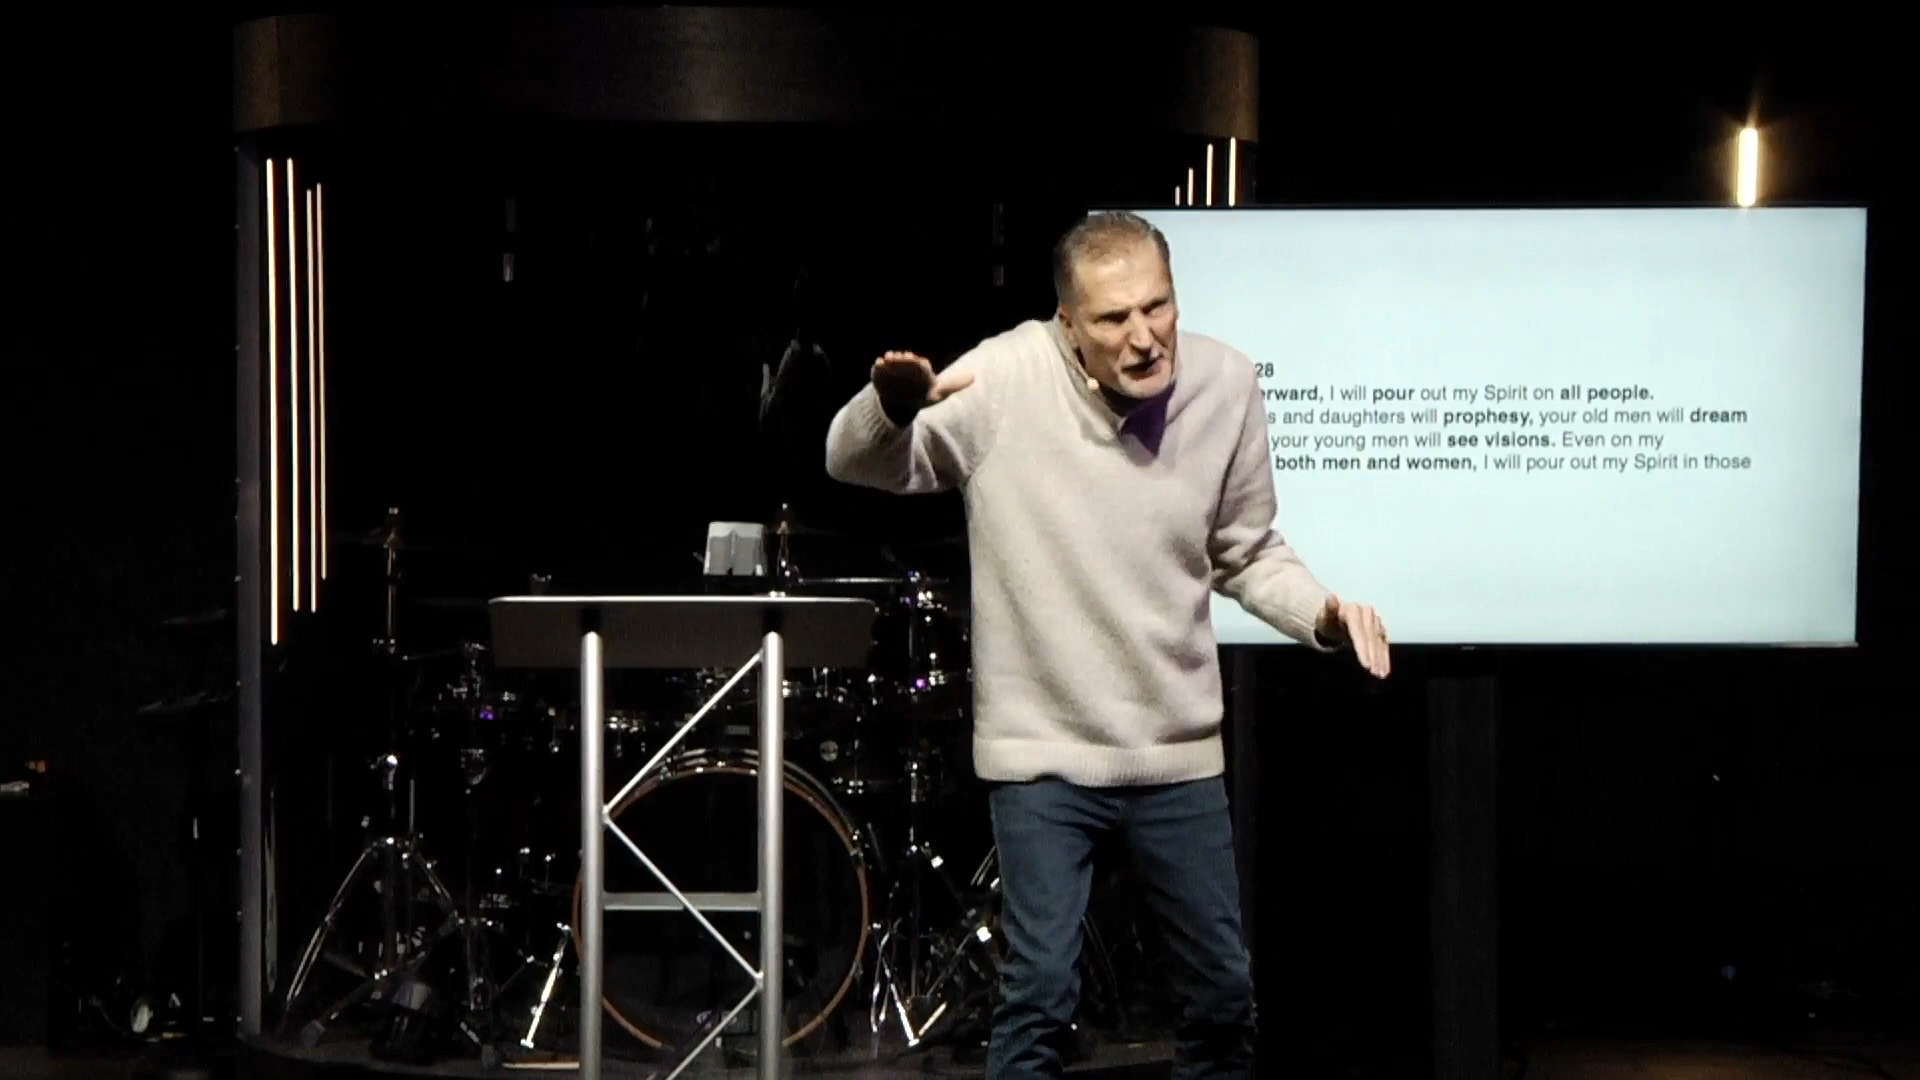 28
erward, I will pour out my Spirit on all people.
s and daughters will prophesy, your old men will dream
your young men will see visions. Even on my
both men and women, I will pour out my Spirit in those